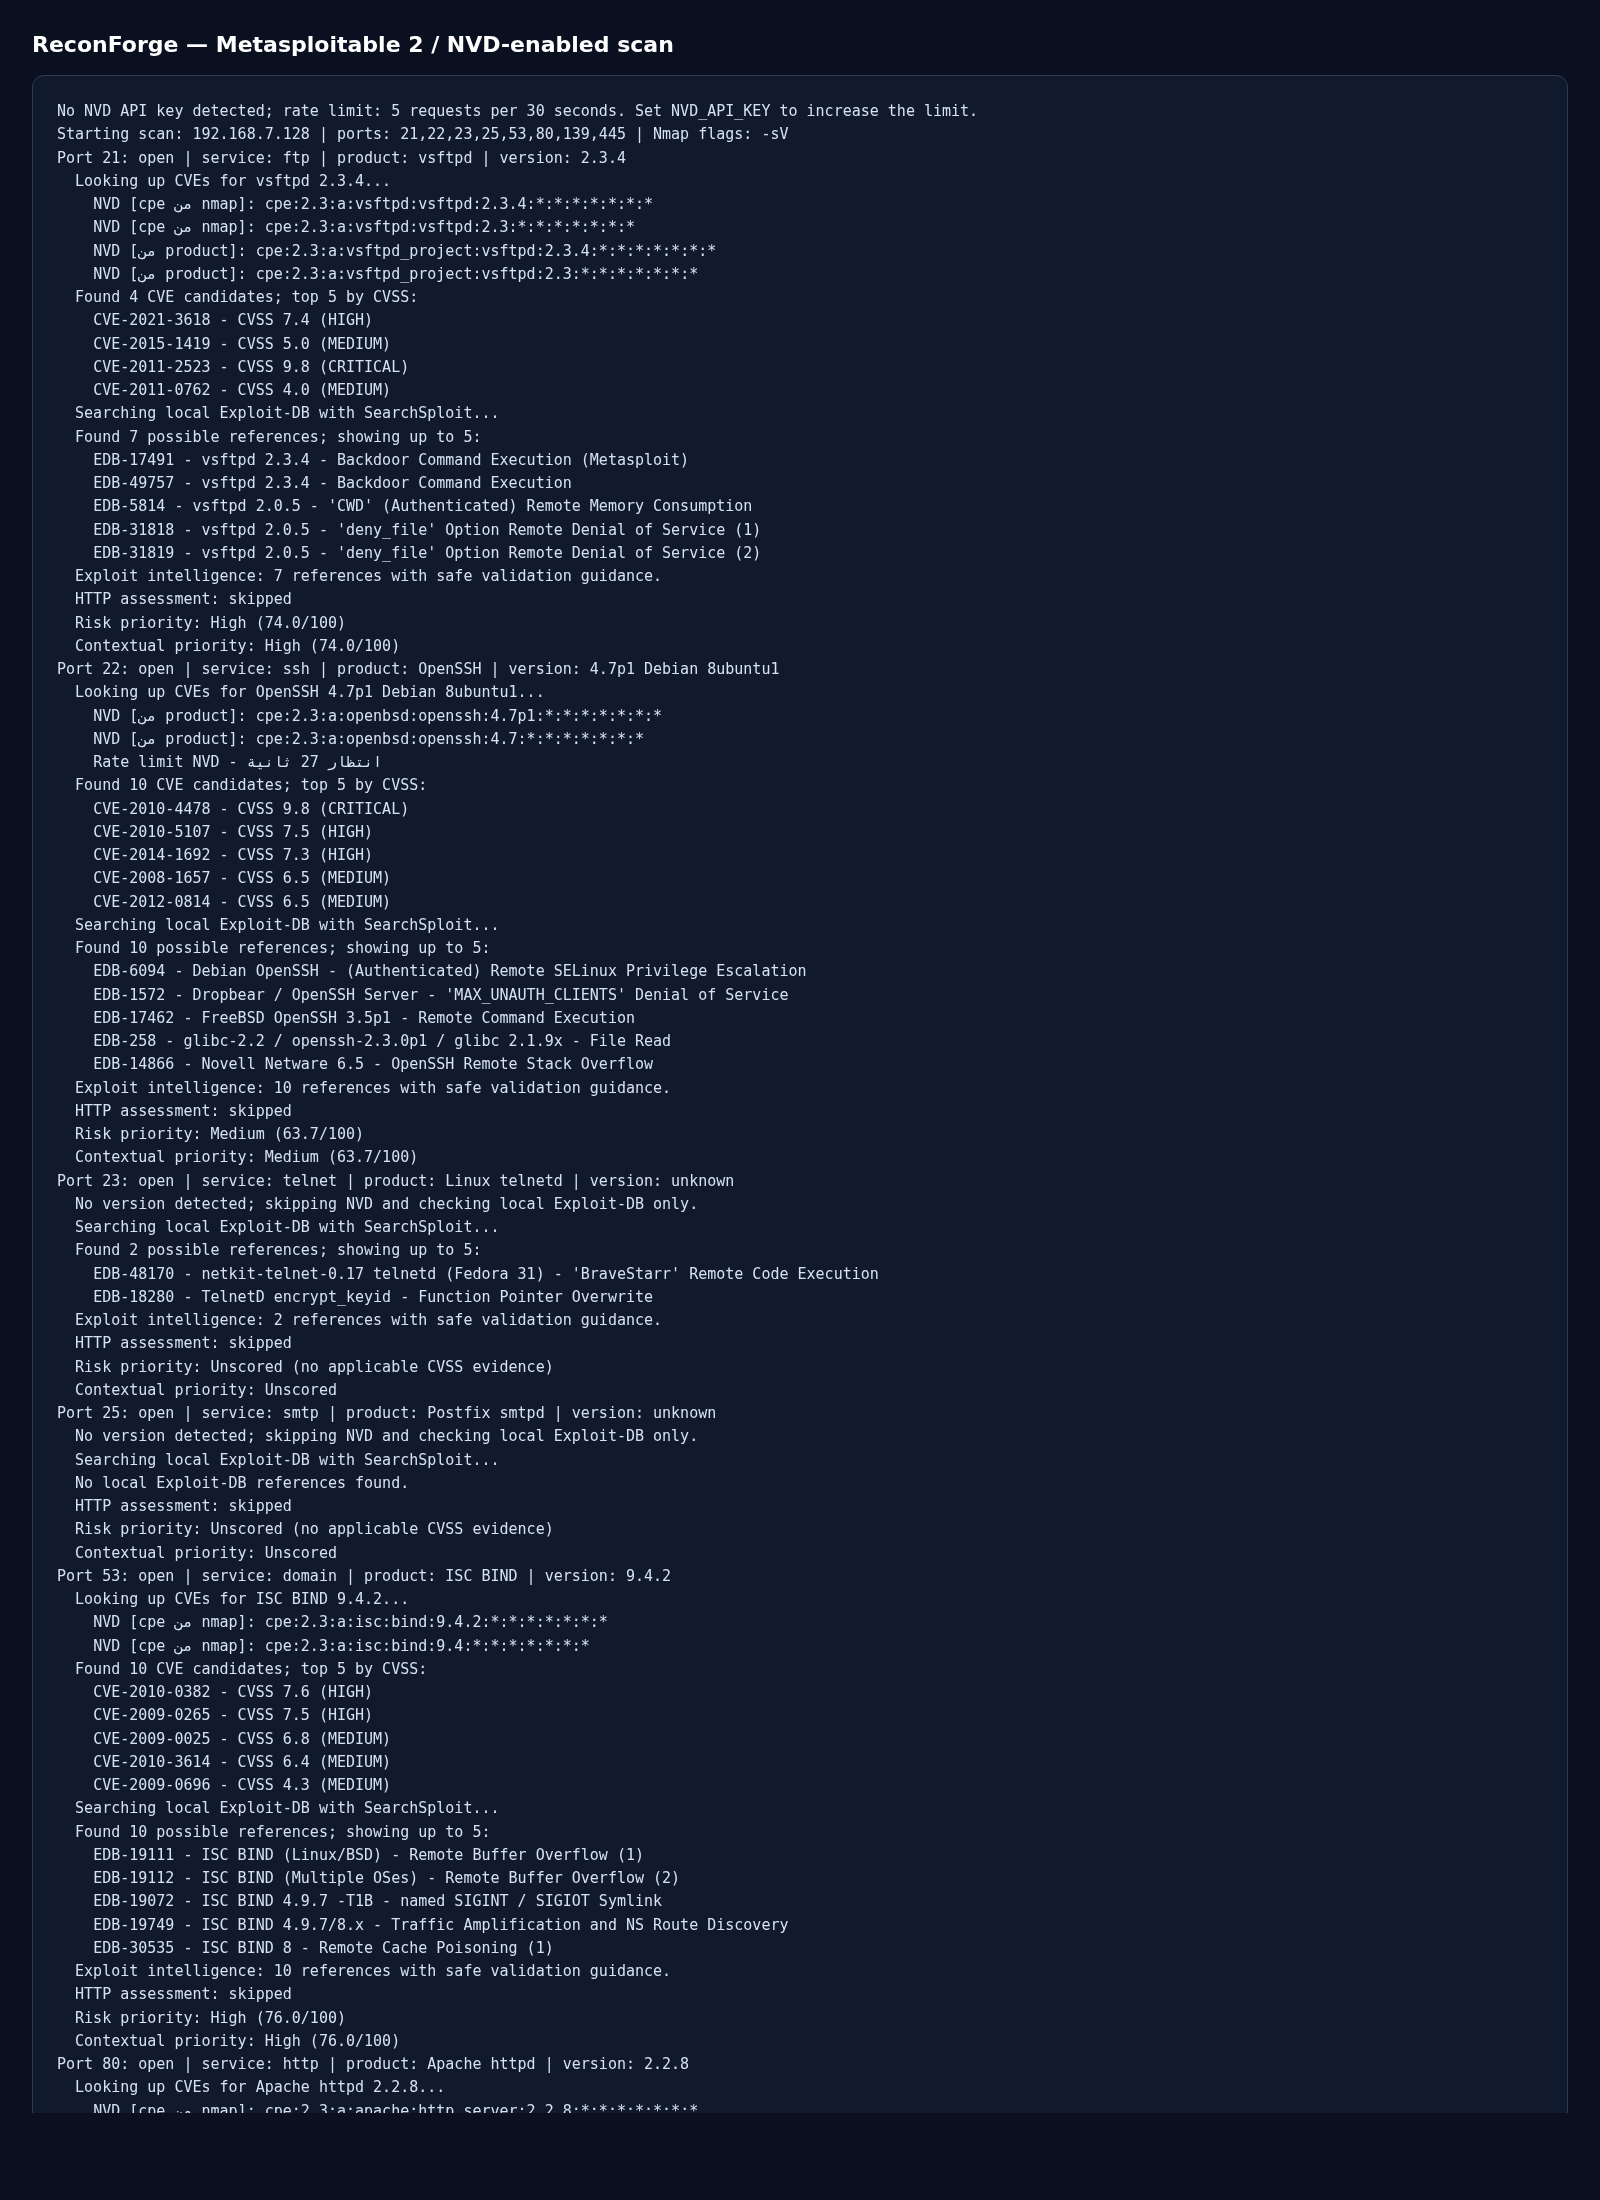 ReconForge — Metasploitable 2 / NVD-enabled scan
No NVD API key detected; rate limit: 5 requests per 30 seconds. Set NVD_API_KEY to increase the limit.
Starting scan: 192.168.7.128 | ports: 21,22,23,25,53,80,139,445 | Nmap flags: -sV
Port 21: open | service: ftp | product: vsftpd | version: 2.3.4
Looking up CVEs for vsftpd 2.3.4...
NVD [cpe من nmap]: cpe:2.3:a:vsftpd:vsftpd:2.3.4:*:*:*:*:*:*:*
NVD [cpe من nmap]: cpe:2.3:a:vsftpd:vsftpd:2.3:*:*:*:*:*:*:*
NVD [من product]: cpe:2.3:a:vsftpd_project:vsftpd:2.3.4:*:*:*:*:*:*:*
NVD [من product]: cpe:2.3:a:vsftpd_project:vsftpd:2.3:*:*:*:*:*:*:*
Found 4 CVE candidates; top 5 by CVSS:
CVE-2021-3618 - CVSS 7.4 (HIGH)
CVE-2015-1419 - CVSS 5.0 (MEDIUM)
CVE-2011-2523 - CVSS 9.8 (CRITICAL)
CVE-2011-0762 - CVSS 4.0 (MEDIUM)
Searching local Exploit-DB with SearchSploit...
Found 7 possible references; showing up to 5:
EDB-17491 - vsftpd 2.3.4 - Backdoor Command Execution (Metasploit)
EDB-49757 - vsftpd 2.3.4 - Backdoor Command Execution
EDB-5814 - vsftpd 2.0.5 - 'CWD' (Authenticated) Remote Memory Consumption
EDB-31818 - vsftpd 2.0.5 - 'deny_file' Option Remote Denial of Service (1)
EDB-31819 - vsftpd 2.0.5 - 'deny_file' Option Remote Denial of Service (2)
Exploit intelligence: 7 references with safe validation guidance.
HTTP assessment: skipped
Risk priority: High (74.0/100)
Contextual priority: High (74.0/100)
Port 22: open | service: ssh | product: OpenSSH | version: 4.7p1 Debian 8ubuntu1
Looking up CVEs for OpenSSH 4.7p1 Debian 8ubuntu1...
NVD [من product]: cpe:2.3:a:openbsd:openssh:4.7p1:*:*:*:*:*:*:*
NVD [من product]: cpe:2.3:a:openbsd:openssh:4.7:*:*:*:*:*:*:*
Rate limit NVD - انتظار 27 ثانية
Found 10 CVE candidates; top 5 by CVSS:
CVE-2010-4478 - CVSS 9.8 (CRITICAL)
CVE-2010-5107 - CVSS 7.5 (HIGH)
CVE-2014-1692 - CVSS 7.3 (HIGH)
CVE-2008-1657 - CVSS 6.5 (MEDIUM)
CVE-2012-0814 - CVSS 6.5 (MEDIUM)
Searching local Exploit-DB with SearchSploit...
Found 10 possible references; showing up to 5:
EDB-6094 - Debian OpenSSH - (Authenticated) Remote SELinux Privilege Escalation
EDB-1572 - Dropbear / OpenSSH Server - 'MAX_UNAUTH_CLIENTS' Denial of Service
EDB-17462 - FreeBSD OpenSSH 3.5p1 - Remote Command Execution
EDB-258 - glibc-2.2 / openssh-2.3.0p1 / glibc 2.1.9x - File Read
EDB-14866 - Novell Netware 6.5 - OpenSSH Remote Stack Overflow
Exploit intelligence: 10 references with safe validation guidance.
HTTP assessment: skipped
Risk priority: Medium (63.7/100)
Contextual priority: Medium (63.7/100)
Port 23: open | service: telnet | product: Linux telnetd | version: unknown
No version detected; skipping NVD and checking local Exploit-DB only.
Searching local Exploit-DB with SearchSploit...
Found 2 possible references; showing up to 5:
EDB-48170 - netkit-telnet-0.17 telnetd (Fedora 31) - 'BraveStarr' Remote Code Execution
EDB-18280 - TelnetD encrypt_keyid - Function Pointer Overwrite
Exploit intelligence: 2 references with safe validation guidance.
HTTP assessment: skipped
Risk priority: Unscored (no applicable CVSS evidence)
Contextual priority: Unscored
Port 25: open | service: smtp | product: Postfix smtpd | version: unknown
No version detected; skipping NVD and checking local Exploit-DB only.
Searching local Exploit-DB with SearchSploit...
No local Exploit-DB references found.
HTTP assessment: skipped
Risk priority: Unscored (no applicable CVSS evidence)
Contextual priority: Unscored
Port 53: open | service: domain | product: ISC BIND | version: 9.4.2
Looking up CVEs for ISC BIND 9.4.2...
NVD [cpe من nmap]: cpe:2.3:a:isc:bind:9.4.2:*:*:*:*:*:*:*
NVD [cpe من nmap]: cpe:2.3:a:isc:bind:9.4:*:*:*:*:*:*:*
Found 10 CVE candidates; top 5 by CVSS:
CVE-2010-0382 - CVSS 7.6 (HIGH)
CVE-2009-0265 - CVSS 7.5 (HIGH)
CVE-2009-0025 - CVSS 6.8 (MEDIUM)
CVE-2010-3614 - CVSS 6.4 (MEDIUM)
CVE-2009-0696 - CVSS 4.3 (MEDIUM)
Searching local Exploit-DB with SearchSploit...
Found 10 possible references; showing up to 5:
EDB-19111 - ISC BIND (Linux/BSD) - Remote Buffer Overflow (1)
EDB-19112 - ISC BIND (Multiple OSes) - Remote Buffer Overflow (2)
EDB-19072 - ISC BIND 4.9.7 -T1B - named SIGINT / SIGIOT Symlink
EDB-19749 - ISC BIND 4.9.7/8.x - Traffic Amplification and NS Route Discovery
EDB-30535 - ISC BIND 8 - Remote Cache Poisoning (1)
Exploit intelligence: 10 references with safe validation guidance.
HTTP assessment: skipped
Risk priority: High (76.0/100)
Contextual priority: High (76.0/100)
Port 80: open | service: http | product: Apache httpd | version: 2.2.8
Looking up CVEs for Apache httpd 2.2.8...
NVD [cpe من nmap]: cpe:2.3:a:apache:http_server:2.2.8:*:*:*:*:*:*:*